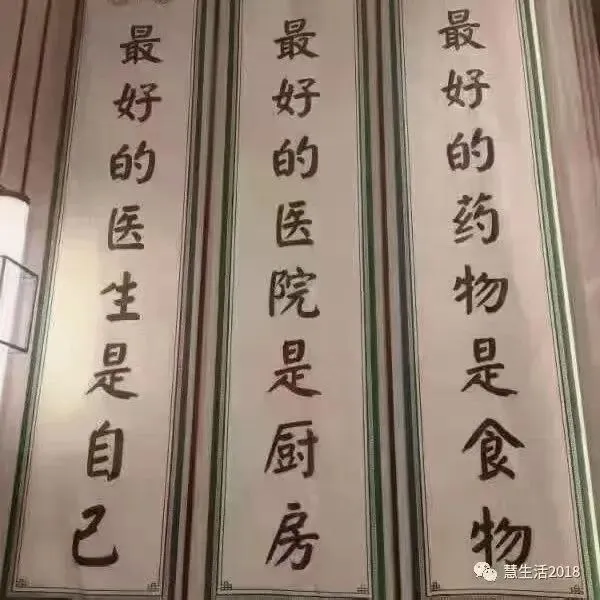 最好的药物是食物
最好的医院是厨房
最好的医生是自己
慧生活2018